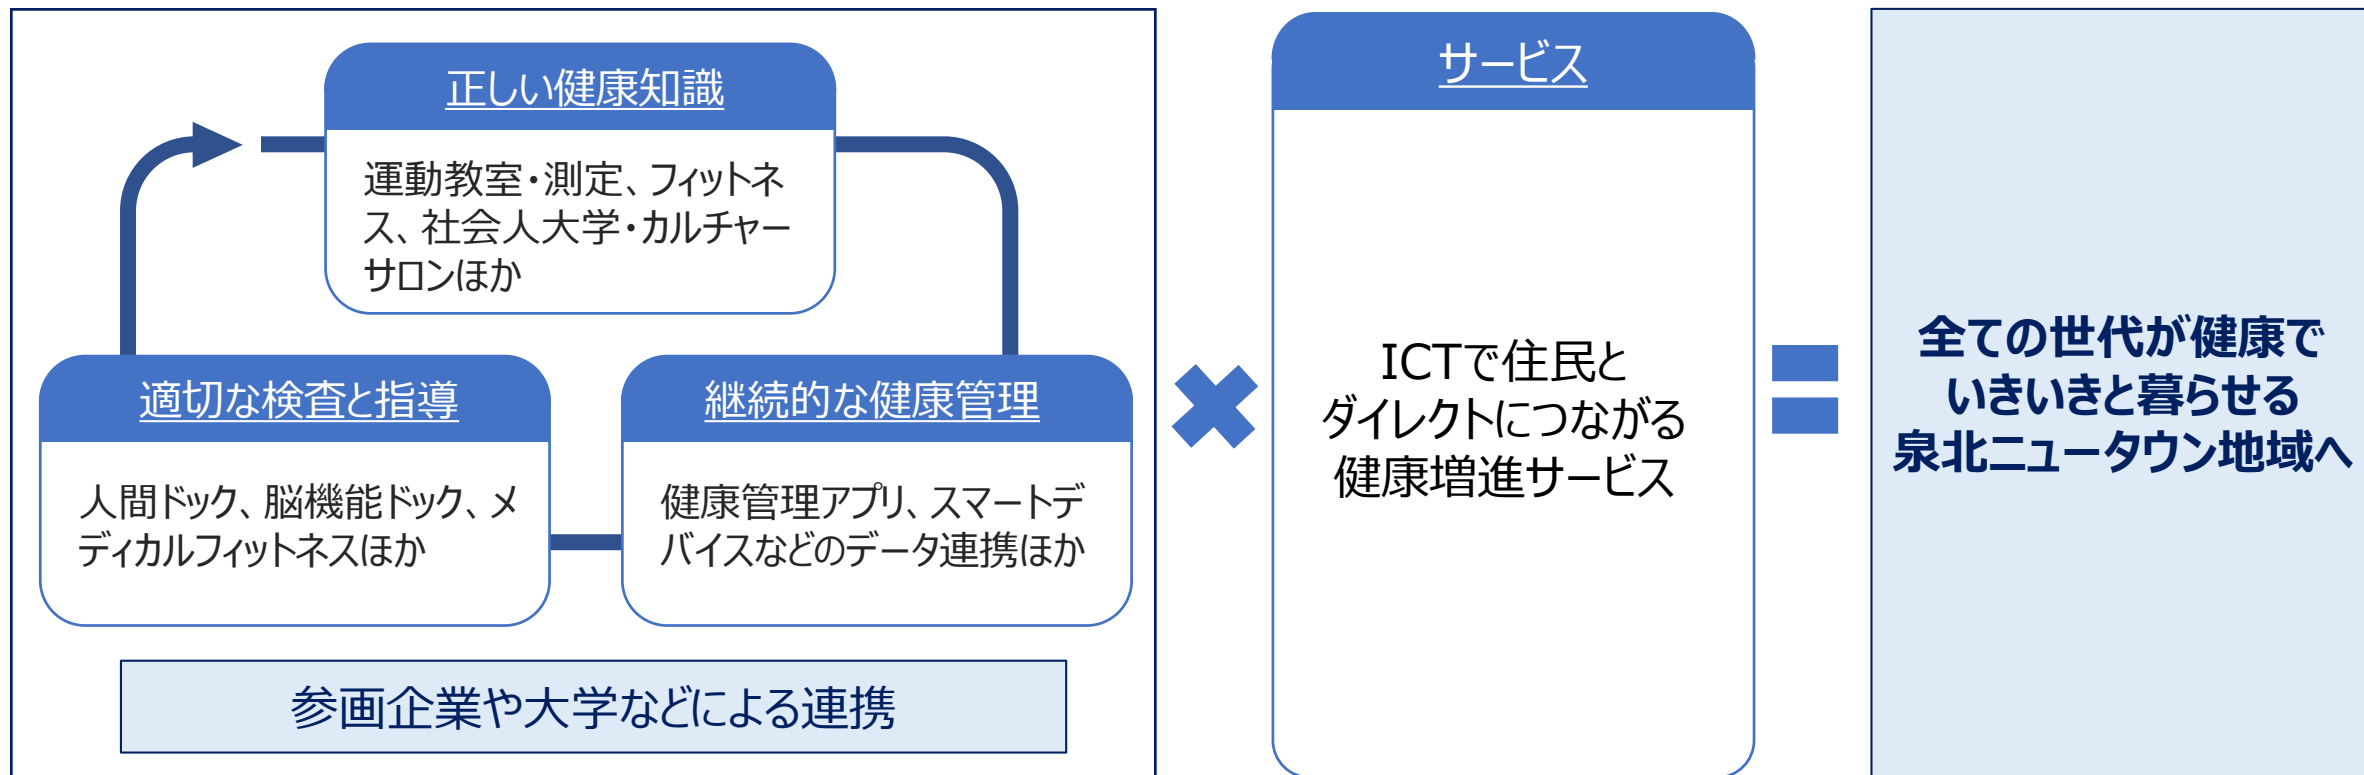 正しい健康知識
運動教室・測定、フィットネ
ス、社会人大学・カルチャー
サロンほか
適切な検査と指導
人間ドック、脳機能ドック、メ
ディカルフィットネスほか
継続的な健康管理
健康管理アプリ、スマートデ
バイスなどのデータ連携ほか
参画企業や大学などによる連携
サービス
ICTで住民と
ダイレクトにつながる
健康増進サービス
全ての世代が健康で
いきいきと暮らせる
泉北ニュータウン地域へ